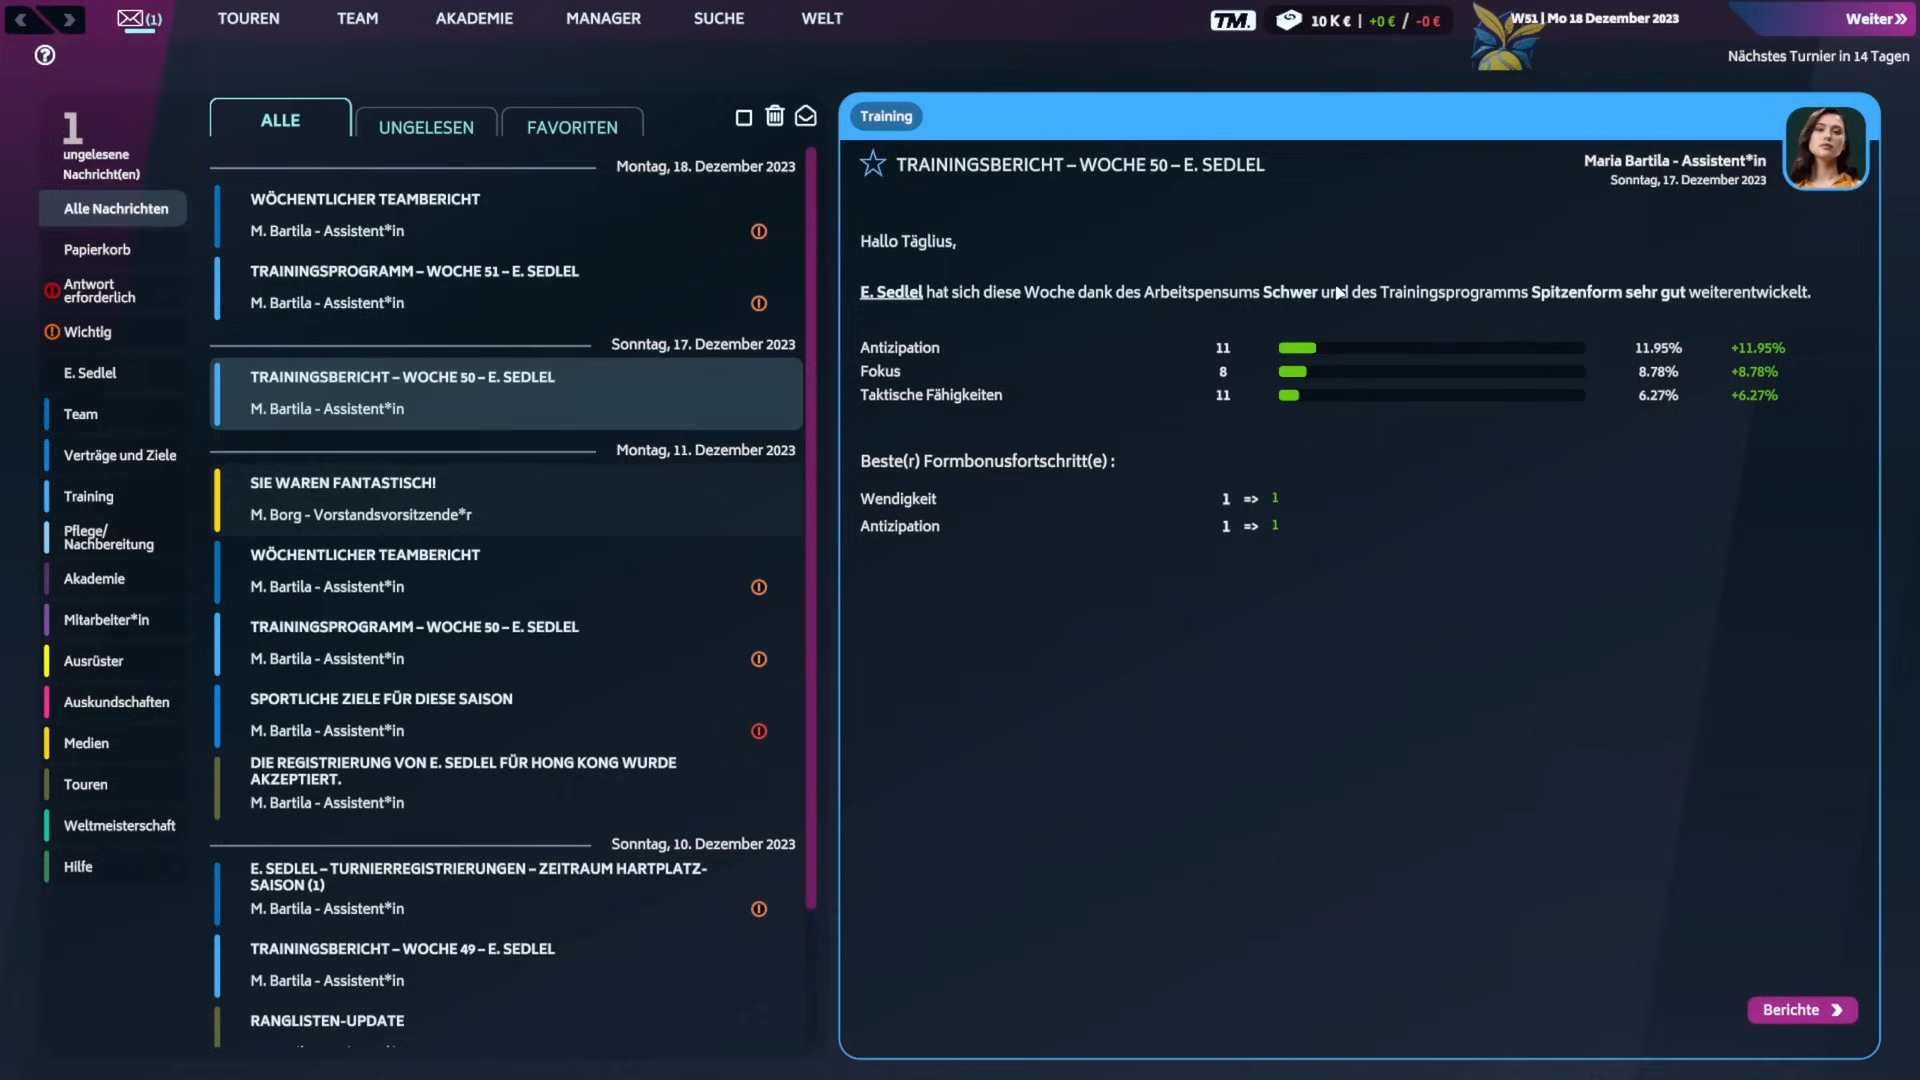 (1)
TOUREN
TEAM
AKADEMIE
MANAGER
SUCHE
WELT
TM.
10 K € | +0 € / -0 €
W51 | Mo 18 Dezember 2023
Weiter
Nächstes Turnier in 14 Tagen
1
ungelesene
Nachricht(en)
Alle Nachrichten
Papierkorb
Antwort
erforderlich
Wichtig
E. Sedlel
Team
Verträge und Ziele
Training
Pflege/
Nachbereitung
Akademie
Mitarbeiter*in
Ausrüster
Auskundschaften
Medien
Touren
Weltmeisterschaft
Hilfe
ALLE
UNGELESEN
FAVORITEN
Montag, 18. Dezember 2023
WÖCHENTLICHER TEAMBERICHT
M. Bartila - Assistent*in
TRAININGSPROGRAMM – WOCHE 51 – E. SEDLEL
M. Bartila - Assistent*in
Sonntag, 17. Dezember 2023
TRAININGSBERICHT – WOCHE 50 – E. SEDLEL
M. Bartila - Assistent*in
Montag, 11. Dezember 2023
SIE WAREN FANTASTISCH!
M. Borg - Vorstandsvorsitzende*r
WÖCHENTLICHER TEAMBERICHT
M. Bartila - Assistent*in
TRAININGSPROGRAMM – WOCHE 50 – E. SEDLEL
M. Bartila - Assistent*in
SPORTLICHE ZIELE FÜR DIESE SAISON
M. Bartila - Assistent*in
DIE REGISTRIERUNG VON E. SEDLEL FÜR HONG KONG WURDE
AKZEPTIERT.
M. Bartila - Assistent*in
Sonntag, 10. Dezember 2023
E. SEDLEL – TURNIERREGISTRIERUNGEN – ZEITRAUM HARTPLATZ-
SAISON (1)
M. Bartila - Assistent*in
TRAININGSBERICHT – WOCHE 49 – E. SEDLEL
M. Bartila - Assistent*in
RANGLISTEN-UPDATE
Training
TRAININGSBERICHT – WOCHE 50 – E. SEDLEL
Maria Bartila - Assistent*in
Sonntag, 17. Dezember 2023
Hallo Täglius,
E. Sedlel hat sich diese Woche dank des Arbeitspensums Schwer und des Trainingsprogramms Spitzenform sehr gut weiterentwickelt.
Antizipation 11 11.95% +11.95%
Fokus 8 8.78% +8.78%
Taktische Fähigkeiten 11 6.27% +6.27%
Beste(r) Formbonusfortschritt(e) :
Wendigkeit 1 => 1
Antizipation 1 => 1
Berichte